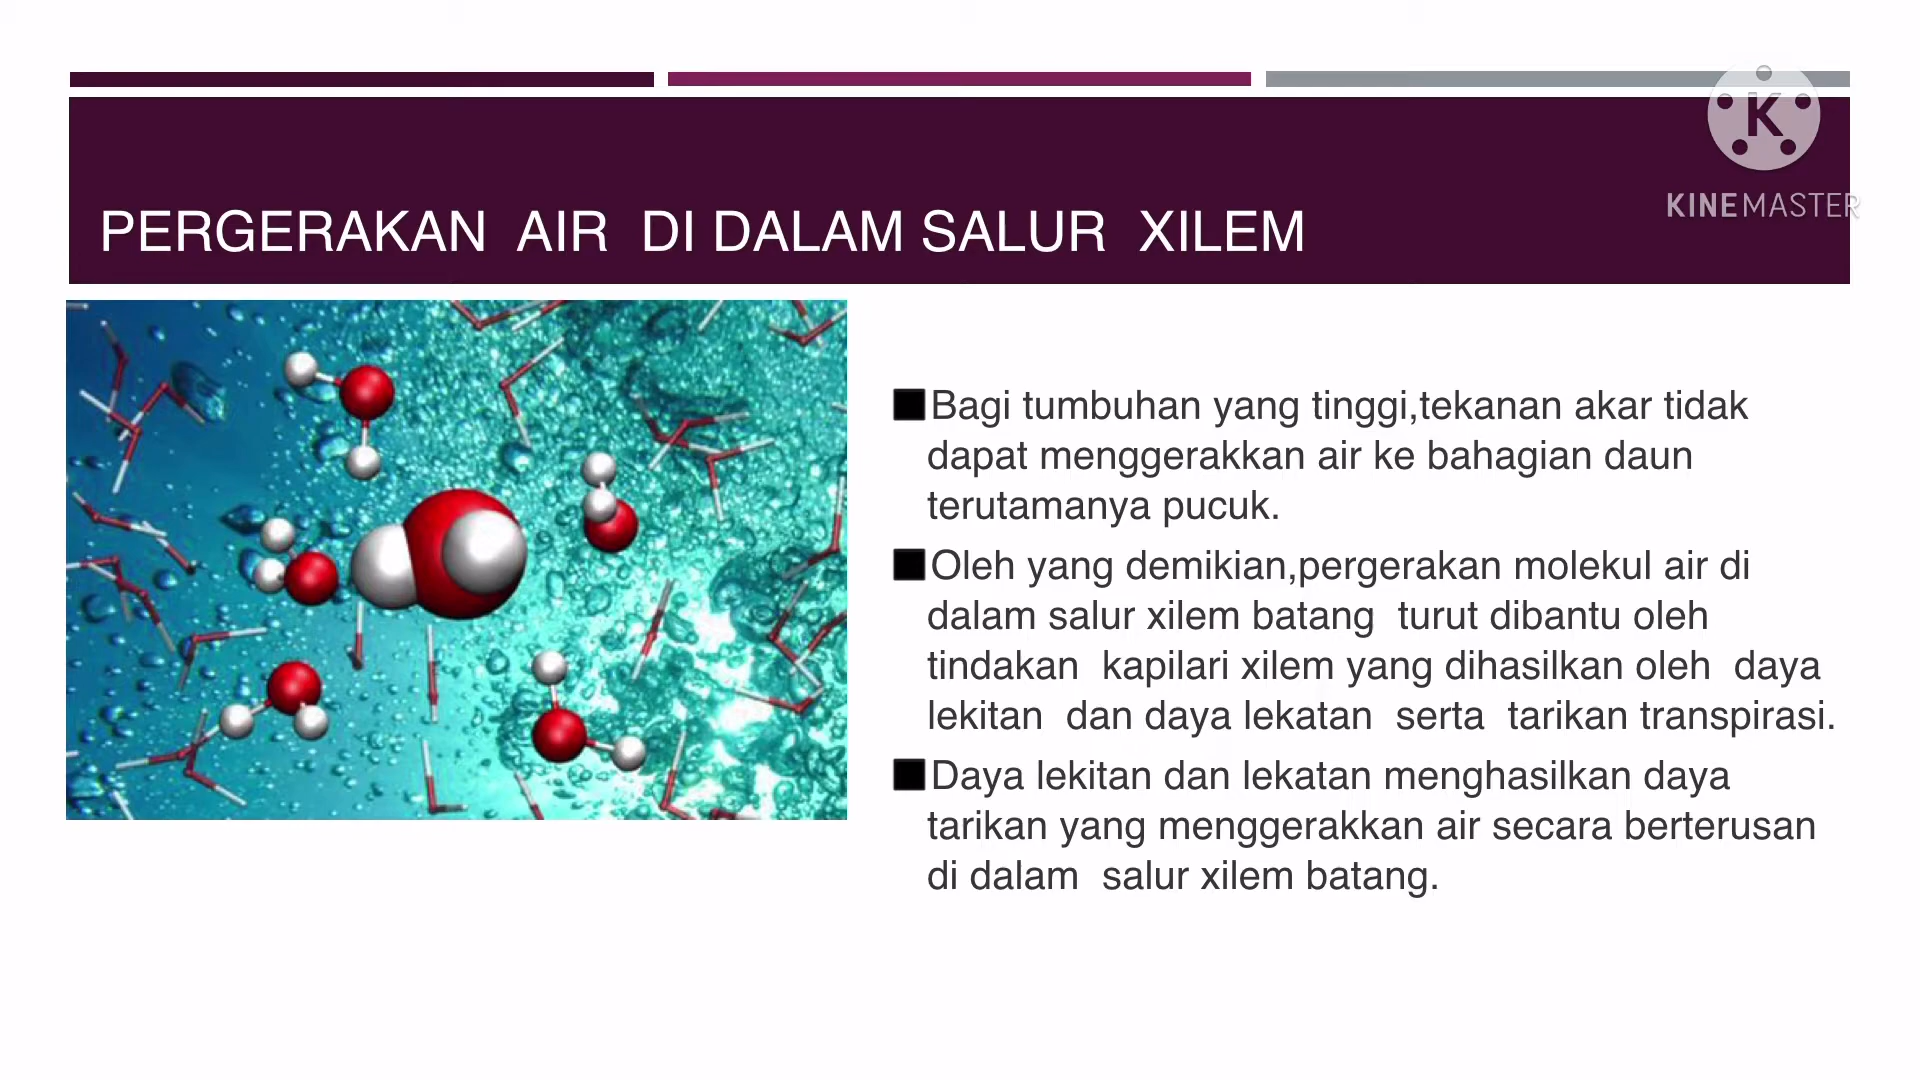 K
KINEMASTER
PERGERAKAN AIR DI DALAM SALUR XILEM
Bagi tumbuhan yang tinggi,tekanan akar tidak
dapat menggerakkan air ke bahagian daun
terutamanya pucuk.
Oleh yang demikian,pergerakan molekul air di
dalam salur xilem batang turut dibantu oleh
tindakan kapilari xilem yang dihasilkan oleh daya
lekitan dan daya lekatan serta tarikan transpirasi.
Daya lekitan dan lekatan menghasilkan daya
tarikan yang menggerakkan air secara berterusan
di dalam salur xilem batang.